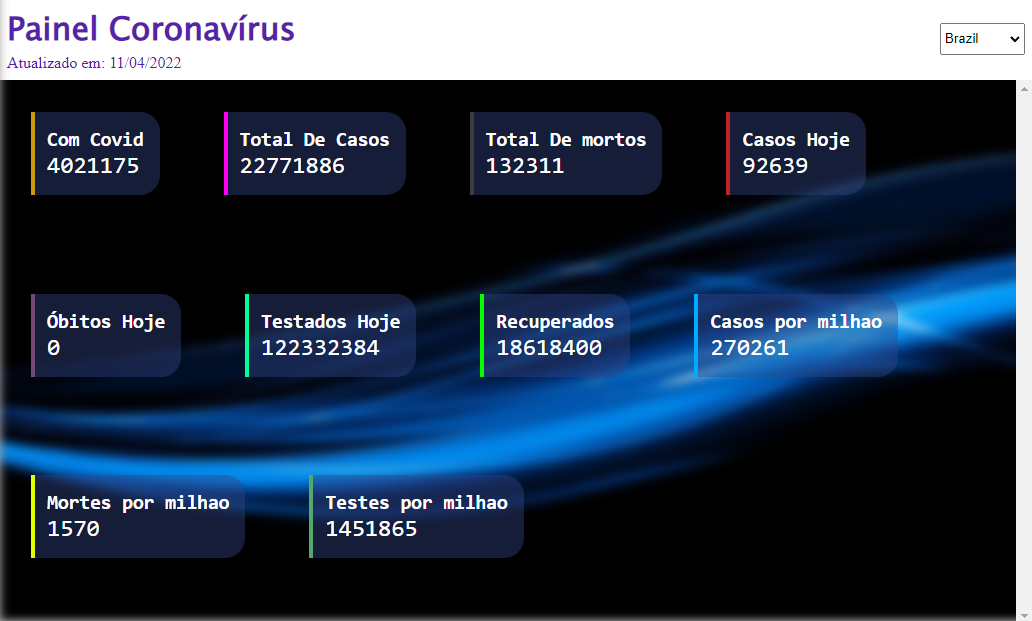 Painel Coronavírus
Brazil
Atualizado em: 11/04/2022
Com Covid
4021175
Total De Casos
22771886
Total De mortos
132311
Casos Hoje
92639
Óbitos Hoje
0
Testados Hoje
122332384
Recuperados
18618400
Casos por milhao
270261
Mortes por milhao
1570
Testes por milhao
1451865